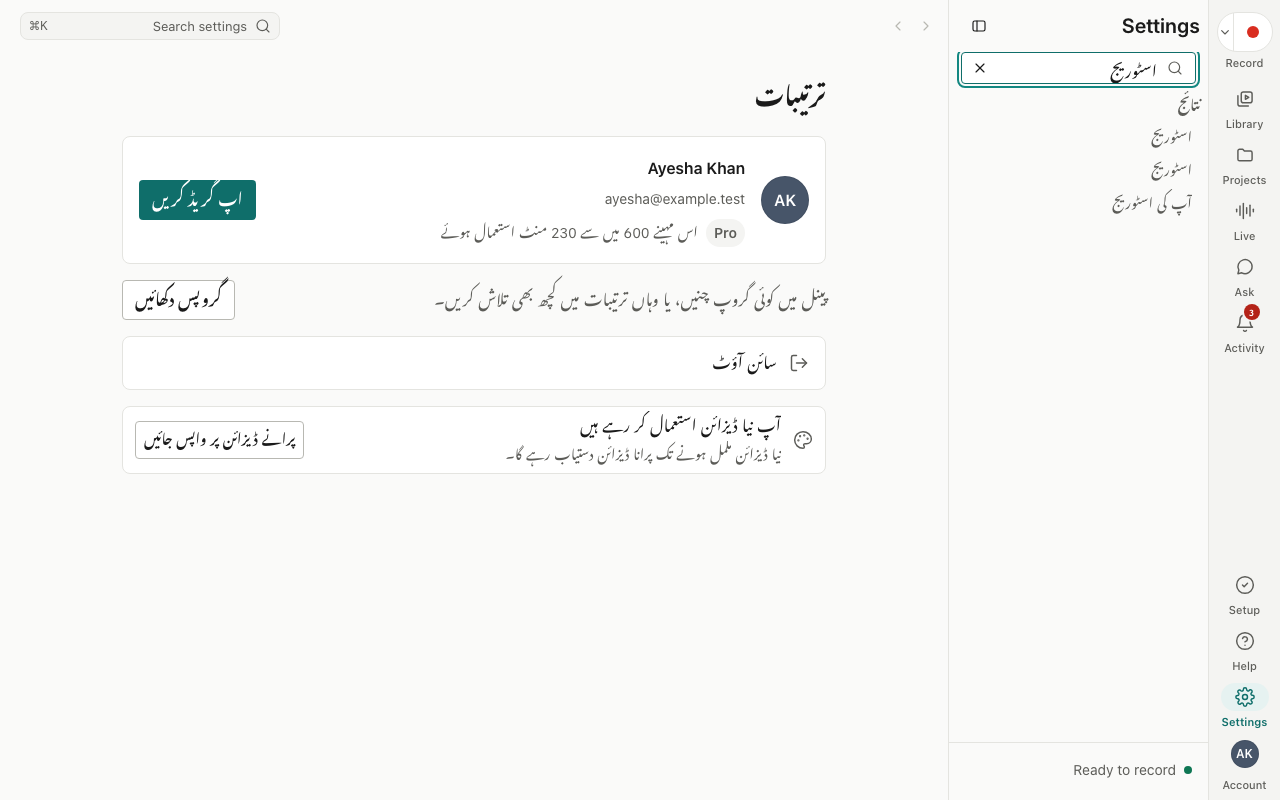 Record
Library
Projects
Live
Ask
3
Activity
Setup
Help
Settings
AK
Account
Settings
اسٹوریج
نتائج
اسٹوریج
اسٹوریج
آپ کی اسٹوریج
Ready to record
Search settings
⌘K
ترتیبات
AK
Ayesha Khan
ayesha@example.test
Pro
اس مہینے 600 میں سے 230 منٹ استعمال ہوئے
اپ گریڈ کریں
پینل میں کوئی گروپ چنیں، یا وہاں ترتیبات میں کچھ بھی تلاش کریں۔
گروپس دکھائیں
سائن آؤٹ
آپ نیا ڈیزائن استعمال کر رہے ہیں
نیا ڈیزائن مکمل ہونے تک پرانا ڈیزائن دستیاب رہے گا۔
پرانے ڈیزائن پر واپس جائیں